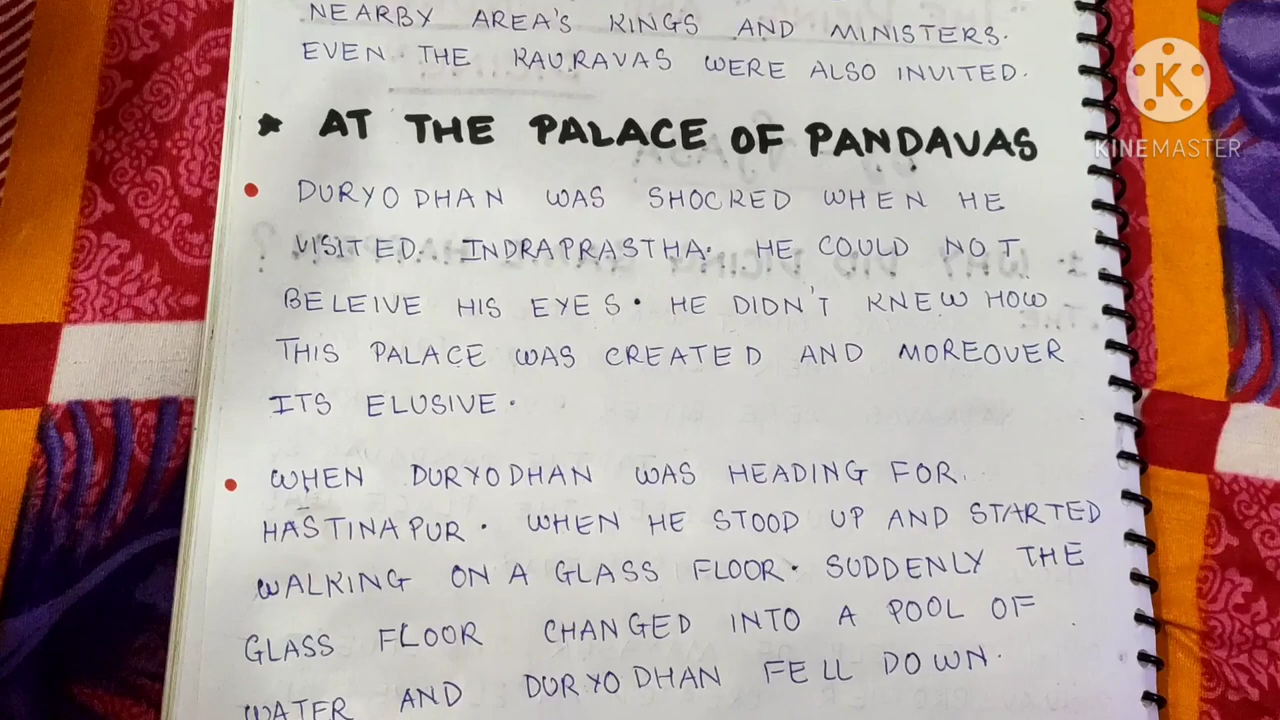 NEARBY AREA'S KINGS AND MINISTERS.
EVEN THE KAURAVAS WERE ALSO INVITED.
★ AT THE PALACE OF PANDAVAS
• DURYODHAN WAS SHOCKED WHEN HE
VISITED INDRAPRASTHA. HE COULD NOT
BELEIVE HIS EYES. HE DIDN'T KNEW HOW
THIS PALACE WAS CREATED AND MOREOVER
ITS ELUSIVE.
• WHEN DURYODHAN WAS HEADING FOR
HASTINAPUR. WHEN HE STOOD UP AND STARTED
WALKING ON A GLASS FLOOR. SUDDENLY THE
GLASS FLOOR CHANGED INTO A POOL OF
WATER AND DURYODHAN FELL DOWN.
K
KINEMASTER